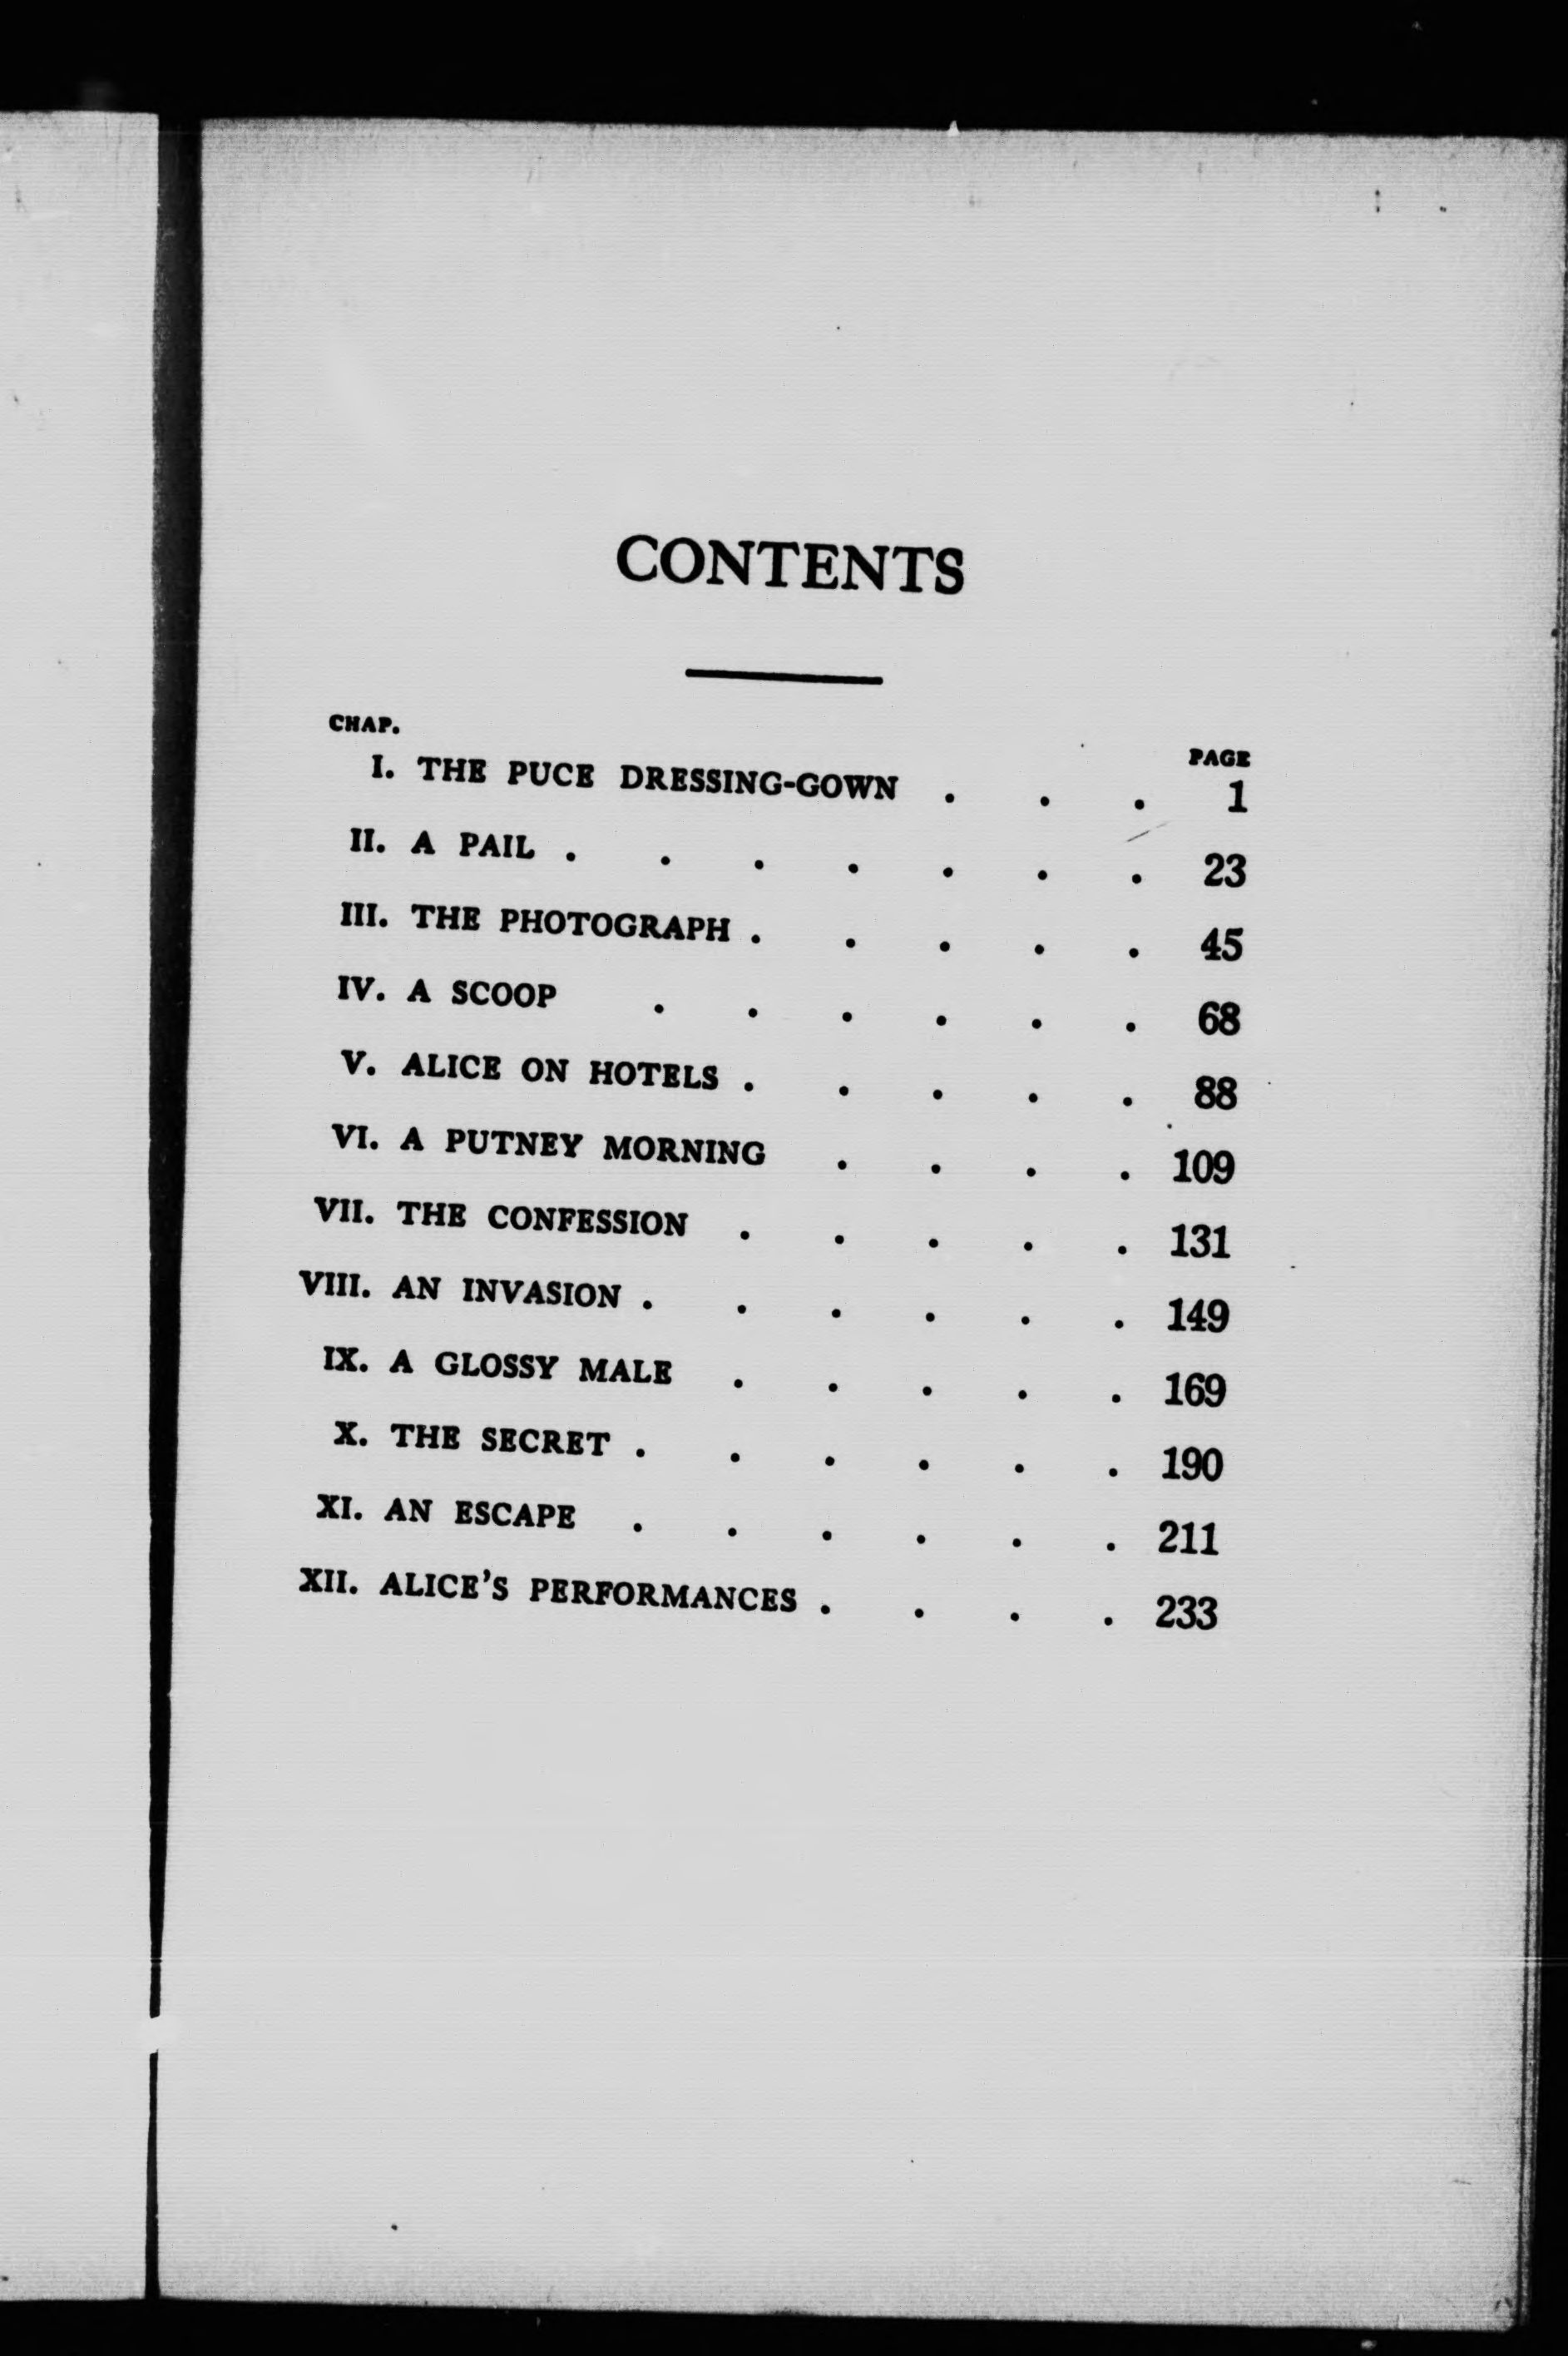 CONTENTS
CHAP. PAGE
I. THE PUCE DRESSING-GOWN . . . 1
II. A PAIL . . . . . . . 23
III. THE PHOTOGRAPH . . . . . 45
IV. A SCOOP . . . . . . 68
V. ALICE ON HOTELS . . . . . 88
VI. A PUTNEY MORNING . . . . 109
VII. THE CONFESSION . . . . . 131
VIII. AN INVASION . . . . . . 149
IX. A GLOSSY MALE . . . . . 169
X. THE SECRET . . . . . . 190
XI. AN ESCAPE . . . . . . 211
XII. ALICE'S PERFORMANCES . . . . 233